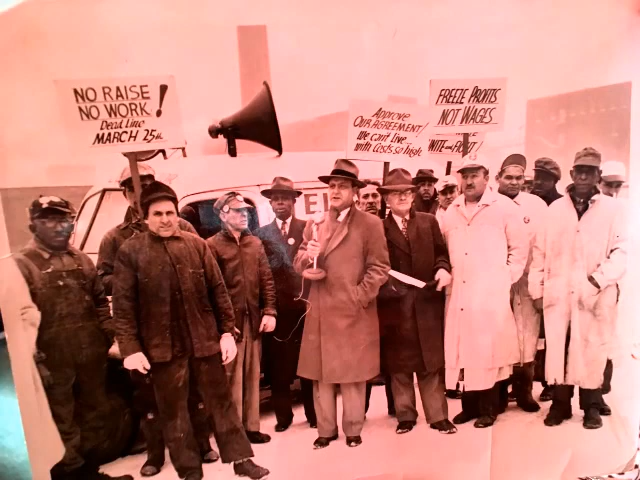 NO RAISE
NO WORK!
Dead Line
MARCH 25th
Approve
OUR AGREEMENT!
We can't Live
with Costs so high
FREEZE PROFITS
NOT WAGES